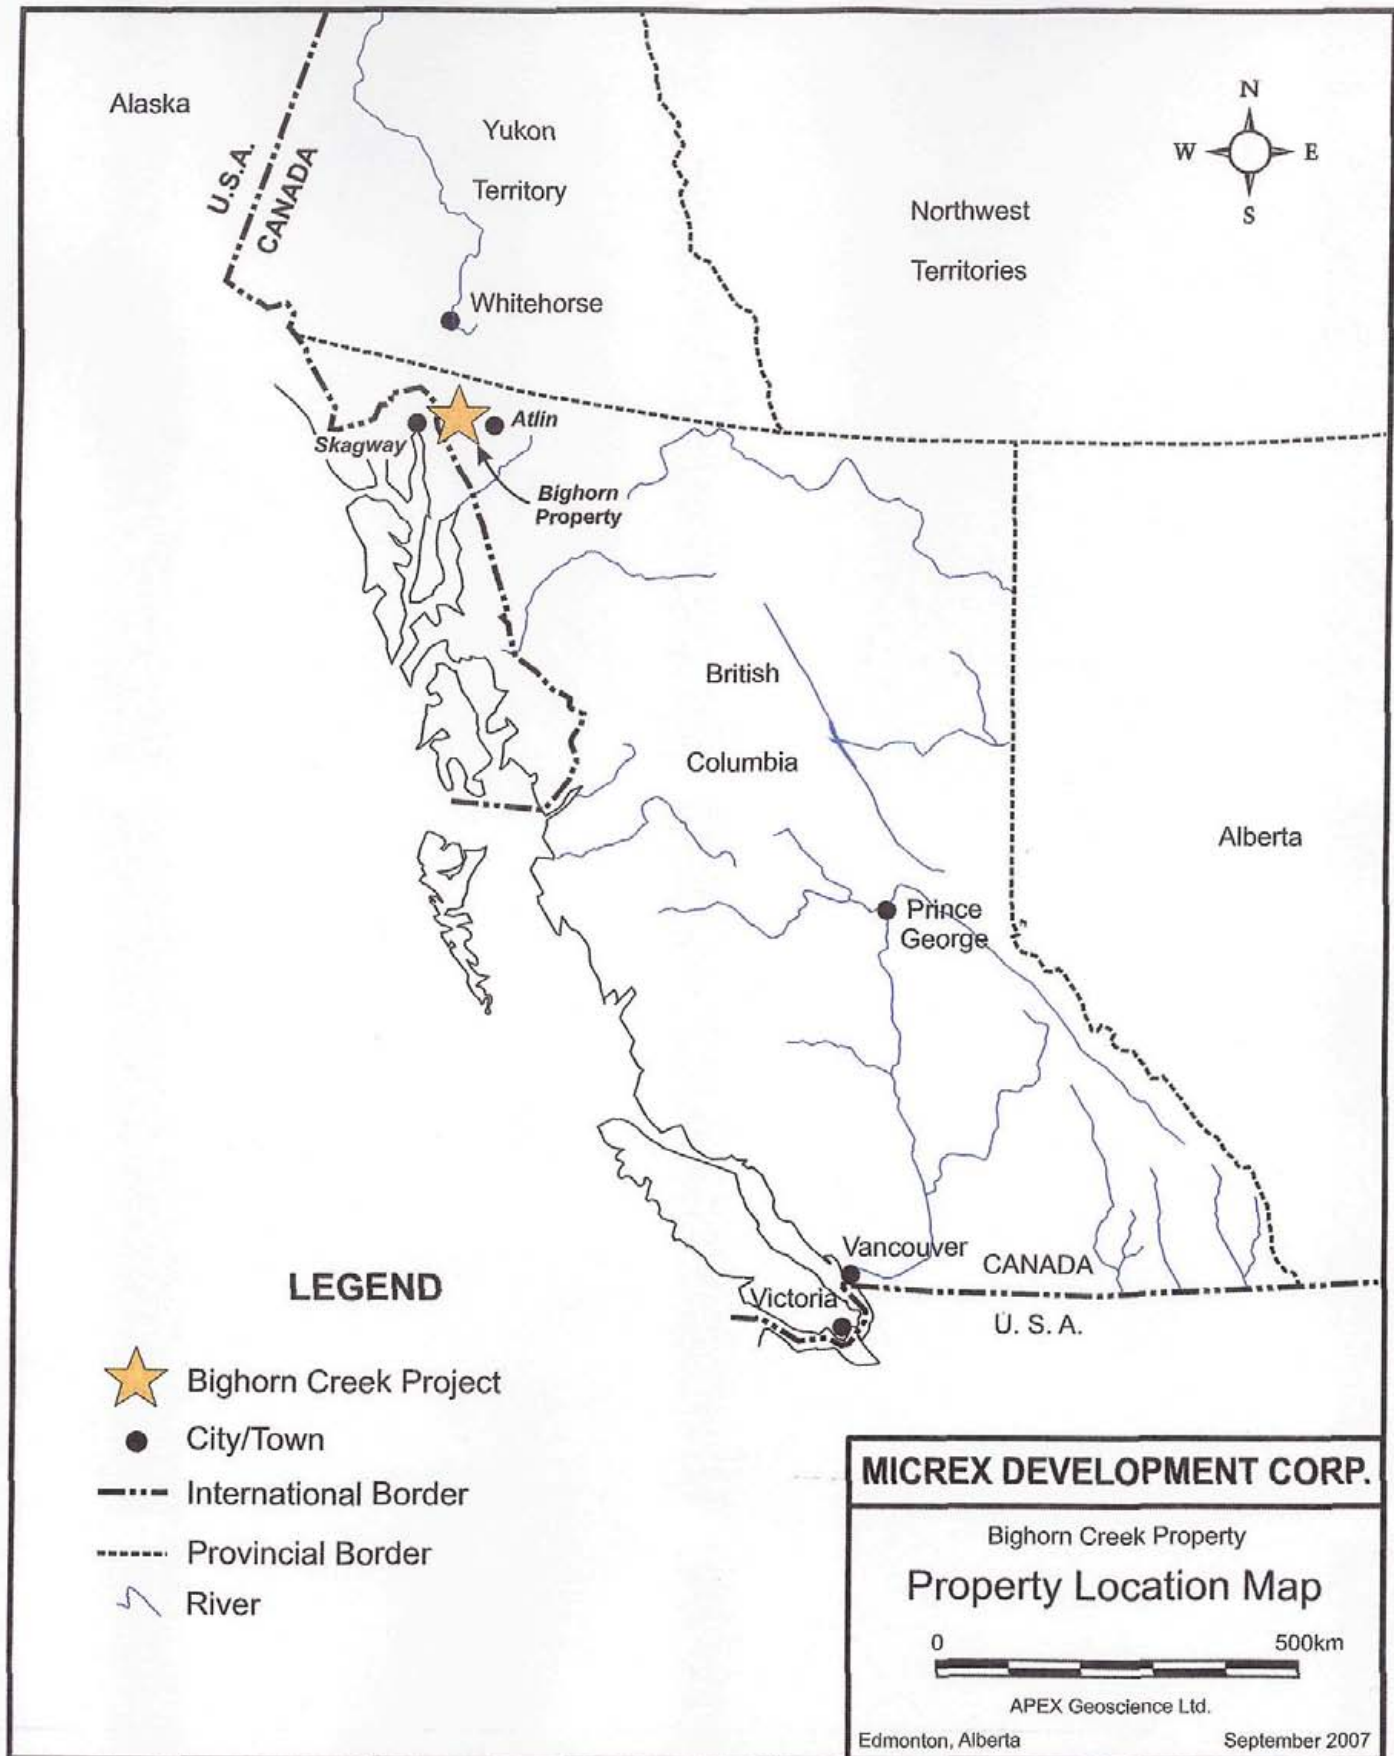 Alaska
U.S.A.
CANADA
Yukon
Territory
Northwest
Territories
N
W E
S
Whitehorse
Skagway
Atlin
Bighorn
Property
British
Columbia
Alberta
Prince
George
Vancouver
CANADA
Victoria
U. S. A.
LEGEND
Bighorn Creek Project
City/Town
International Border
Provincial Border
River
MICREX DEVELOPMENT CORP.
Bighorn Creek Property
Property Location Map
0 500km
APEX Geoscience Ltd.
Edmonton, Alberta September 2007